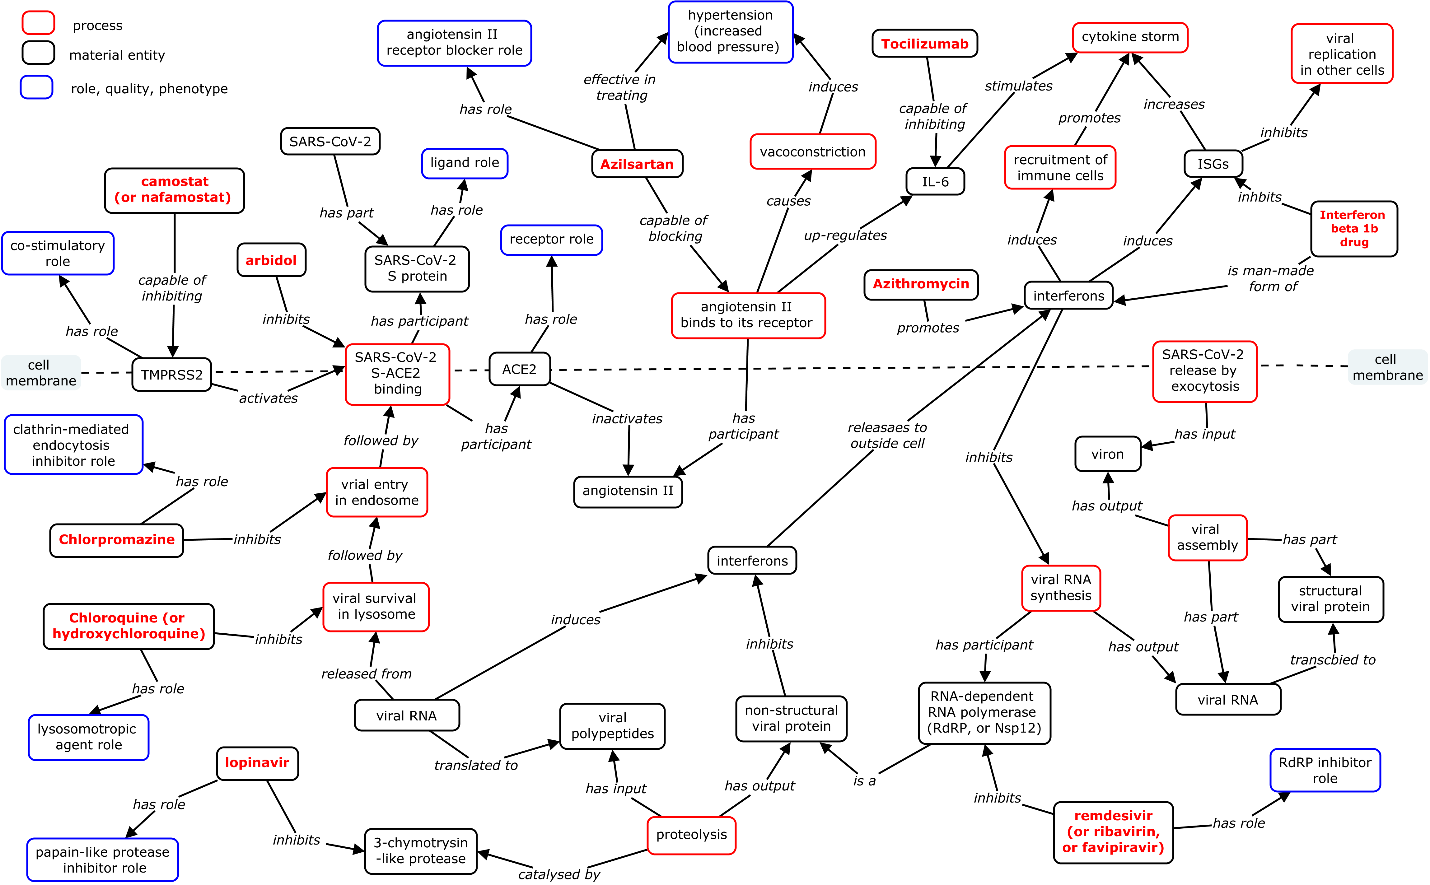 process
material entity
role, quality, phenotype
angiotensin II
receptor blocker role
hypertension
(increased
blood pressure)
Tocilizumab
cytokine storm
viral
replication
in other cells
effective in
treating
has role
induces
stimulates
capable of
inhibiting
increases
promotes
inhibits
SARS-CoV-2
ligand role
Azilsartan
vacoconstriction
IL-6
recruitment of
immune cells
ISGs
camostat
(or nafamostat)
has part
has role
capable of
blocking
causes
up-regulates
induces
induces
inhbits
Interferon
beta 1b
drug
co-stimulatory
role
arbidol
SARS-CoV-2
S protein
receptor role
capable of
inhibiting
Azithromycin
interferons
is man-made
form of
angiotensin II
binds to its receptor
has role
inhibits
has participant
has role
promotes
cell
membrane
TMPRSS2
activates
SARS-CoV-2
S-ACE2
binding
ACE2
SARS-CoV-2
release by
exocytosis
cell
membrane
clathrin-mediated
endocytosis
inhibitor role
followed by
has
participant
inactivates
has
participant
releasaes to
outside cell
inhibits
has input
viron
has role
vrial entry
in endosome
angiotensin II
has output
Chlorpromazine
inhibits
followed by
interferons
viral
assembly
has part
viral survival
in lysosome
viral RNA
synthesis
structural
viral protein
Chloroquine (or
hydroxychloroquine)
inhibits
induces
inhibits
has participant
has output
has part
transcbied to
has role
released from
lysosomotropic
agent role
viral RNA
viral
polypeptides
non-structural
viral protein
RNA-dependent
RNA polymerase
(RdRP, or Nsp12)
viral RNA
lopinavir
translated to
has input
has output
is a
inhibits
RdRP inhibitor
role
has role
inhibits
papain-like protease
inhibitor role
3-chymotrysin
-like protease
catalysed by
proteolysis
remdesivir
(or ribavirin,
or favipiravir)
has role